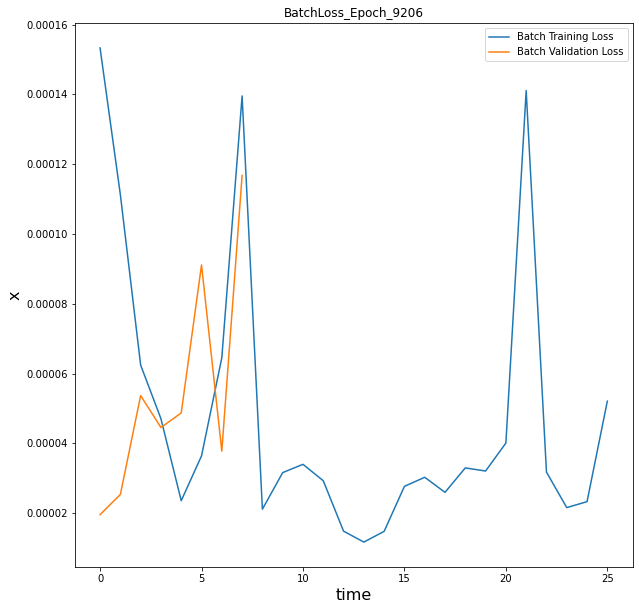 BatchLoss_Epoch_9206
Batch Training Loss
Batch Validation Loss
0.00016
0.00014
0.00012
0.00010
0.00008
0.00006
0.00004
0.00002
x
0 5 10 15 20 25
time